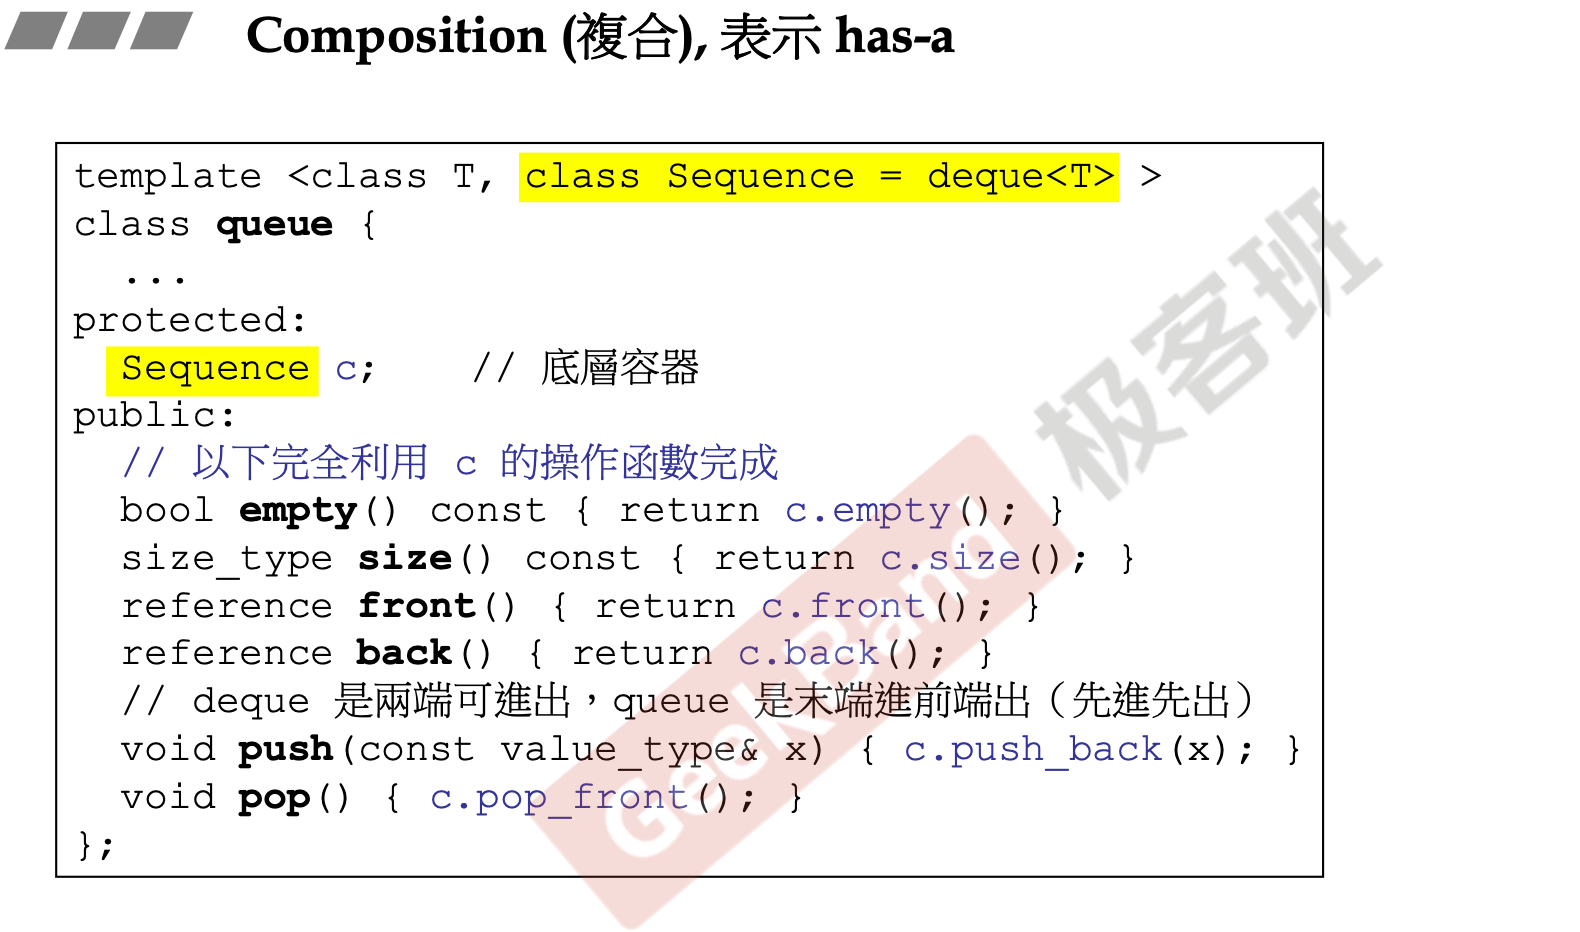 Composition (複合), 表示 has-a
template <class T, class Sequence = deque<T> >
class queue {
...
protected:
Sequence c; // 底層容器
public:
// 以下完全利用 c 的操作函數完成
bool empty() const { return c.empty(); }
size_type size() const { return c.size(); }
reference front() { return c.front(); }
reference back() { return c.back(); }
// deque 是兩端可進出，queue 是末端進前端出（先進先出）
void push(const value_type& x) { c.push_back(x); }
void pop() { c.pop_front(); }
};
GeekBand 极客班